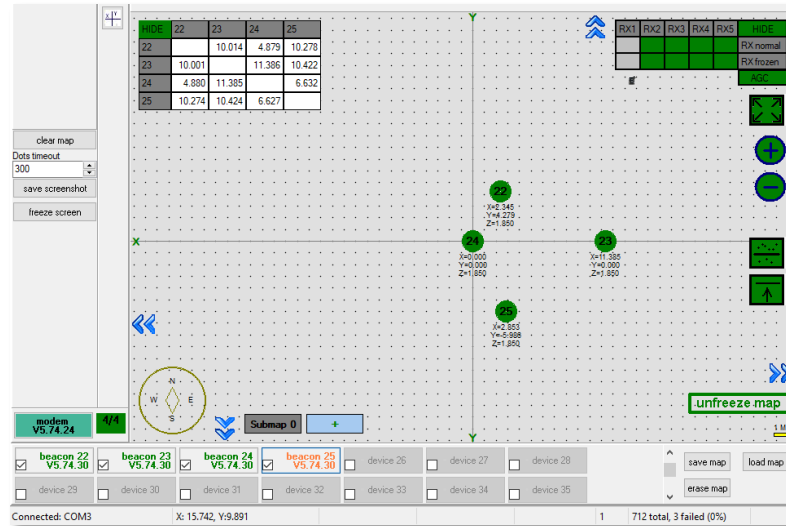 X Y
HIDE 22 23 24 25
22 10.014 4.879 10.278
23 10.001 11.386 10.422
24 4.880 11.385 6.632
25 10.274 10.424 6.627
Y
RX1 RX2 RX3 RX4 RX5 HIDE
RX normal
RX frozen
AGC
clear map
Dots timeout
300
save screenshot
freeze screen
22
X=2.345
Y=4.279
Z=1.850
X
24
X=0.000
Y=0.000
Z=1.850
23
X=11.385
Y=0.000
Z=1.850
25
X=2.853
Y=-5.986
Z=1.850
N
W E
S
unfreeze map
modem
V5.74.24
4/4
Submap 0
+
Y
1 M
beacon 22
V5.74.30
beacon 23
V5.74.30
beacon 24
V5.74.30
beacon 25
V5.74.30
device 26
device 27
device 28
save map
load map
device 29
device 30
device 31
device 32
device 33
device 34
device 35
erase map
Connected: COM3
X: 15.742, Y:9.891
1
712 total, 3 failed (0%)